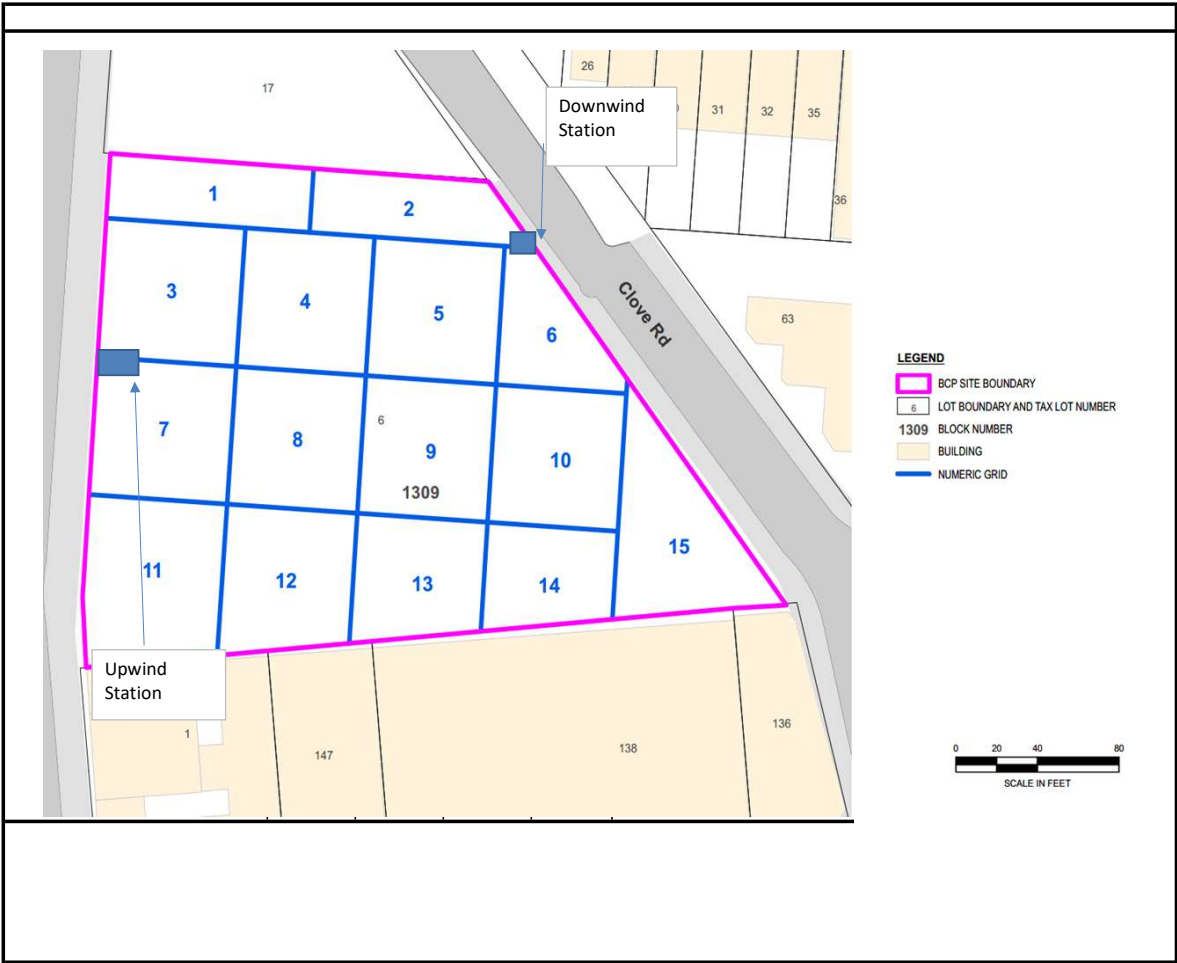 17
26
31
32
35
36
Downwind
Station
1
2
3
4
5
6
Clove Rd
63
7
8
6
9
10
1309
11
12
13
14
15
Upwind
Station
1
147
138
136
LEGEND
BCP SITE BOUNDARY
6 LOT BOUNDARY AND TAX LOT NUMBER
1309 BLOCK NUMBER
BUILDING
NUMERIC GRID
0 20 40 80
SCALE IN FEET